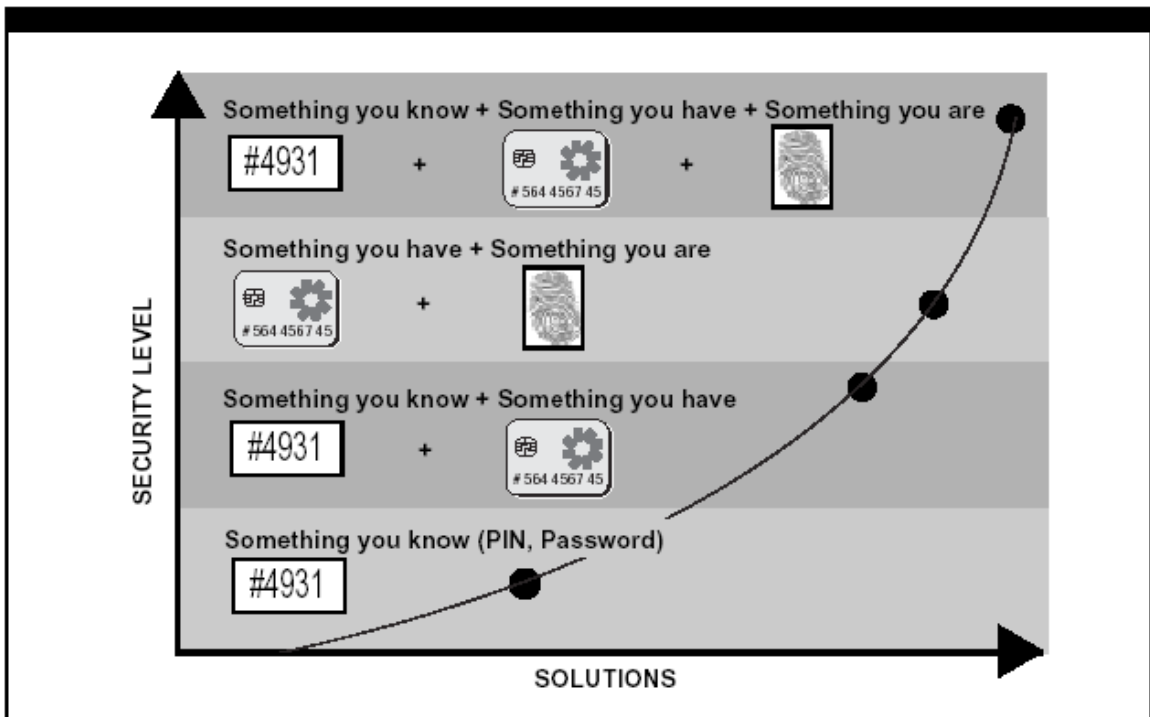 Something you know + Something you have + Something you are
#4931 + # 564 4567 45 +
Something you have + Something you are
# 564 4567 45 +
Something you know + Something you have
#4931 + # 564 4567 45
Something you know (PIN, Password)
#4931
SECURITY LEVEL
SOLUTIONS